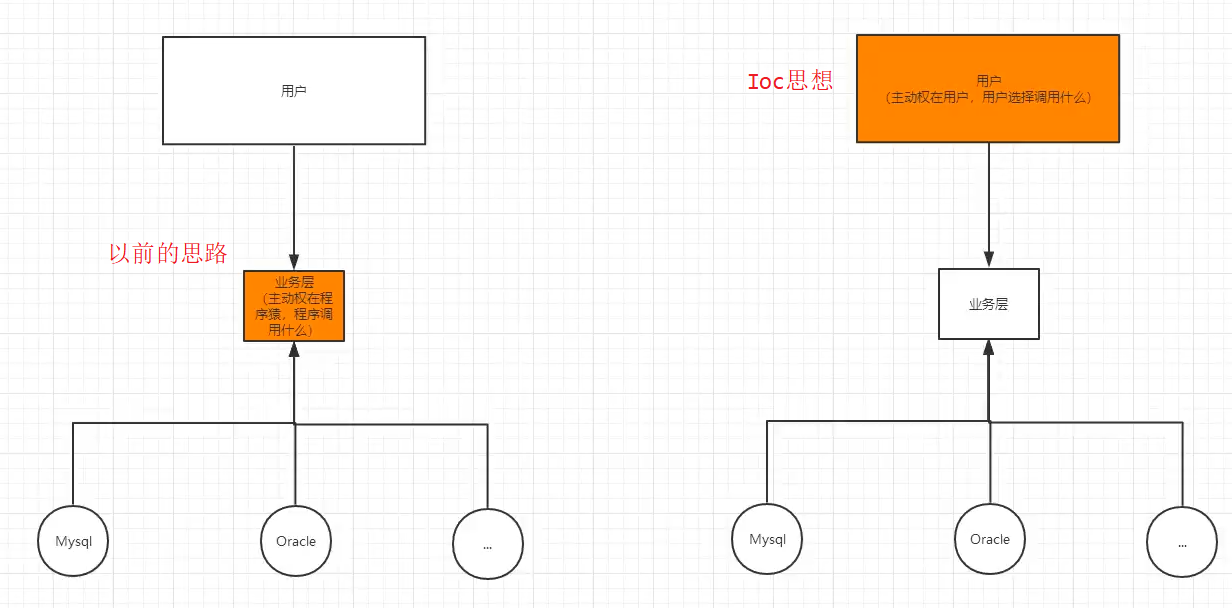 用户
以前的思路
业务层
（主动权在程
序猿，程序调
用什么）
Mysql
Oracle
...
Ioc思想
用户
（主动权在用户，用户选择调用什么）
业务层
Mysql
Oracle
...